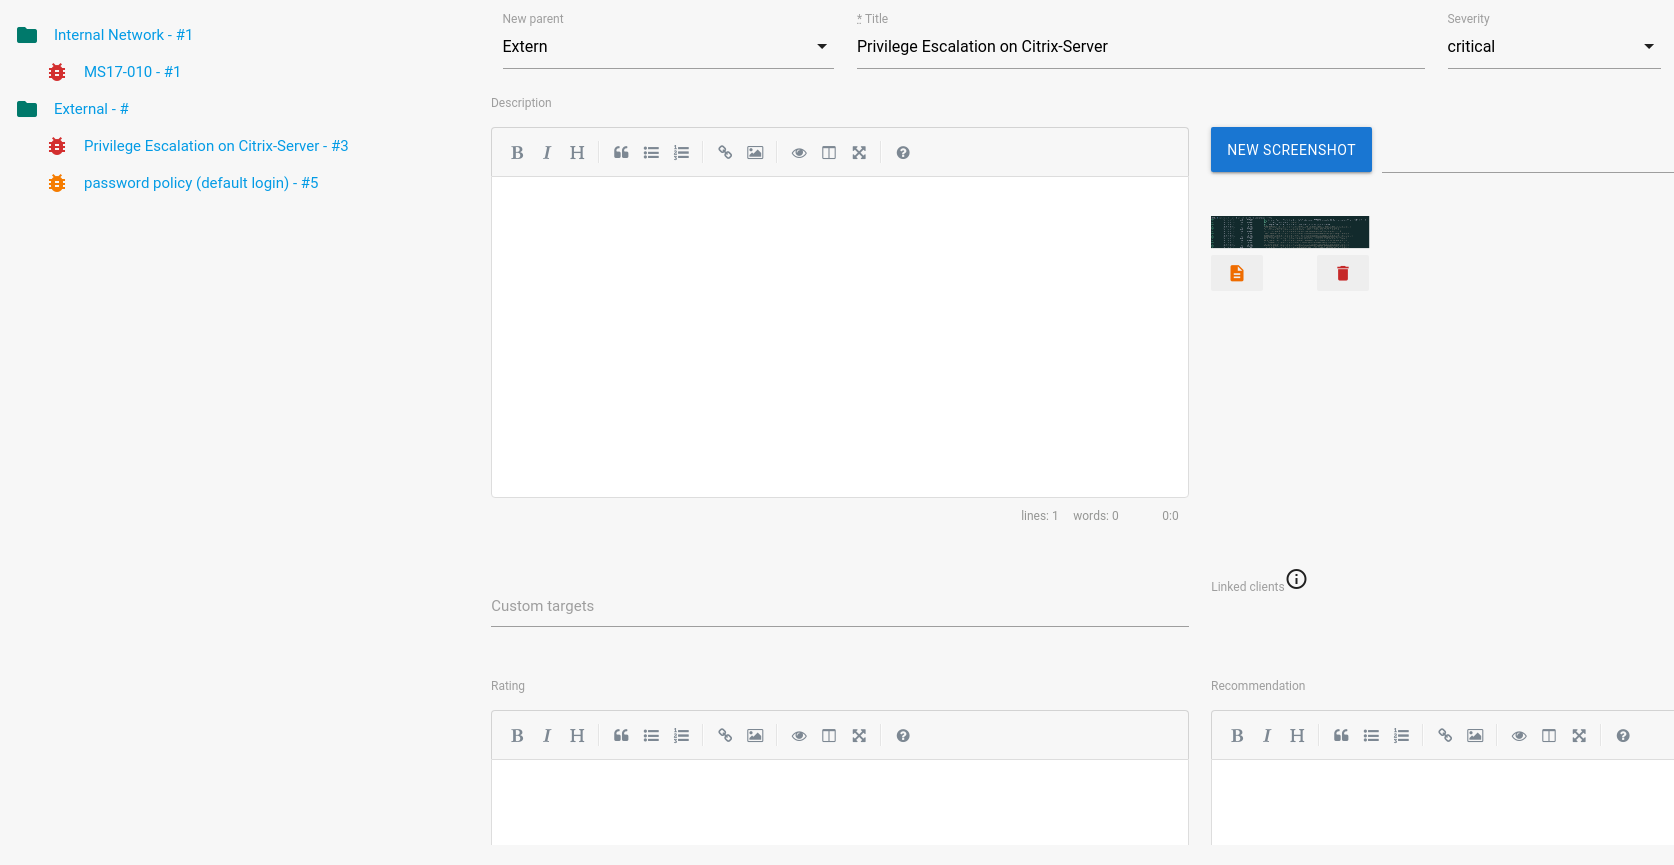 Internal Network - #1
MS17-010 - #1
External - #
Privilege Escalation on Citrix-Server - #3
password policy (default login) - #5
New parent
Extern
* Title
Privilege Escalation on Citrix-Server
Severity
critical
Description
B I H
NEW SCREENSHOT
lines: 1 words: 0 0:0
Custom targets
Linked clients
Rating
B I H
Recommendation
B I H